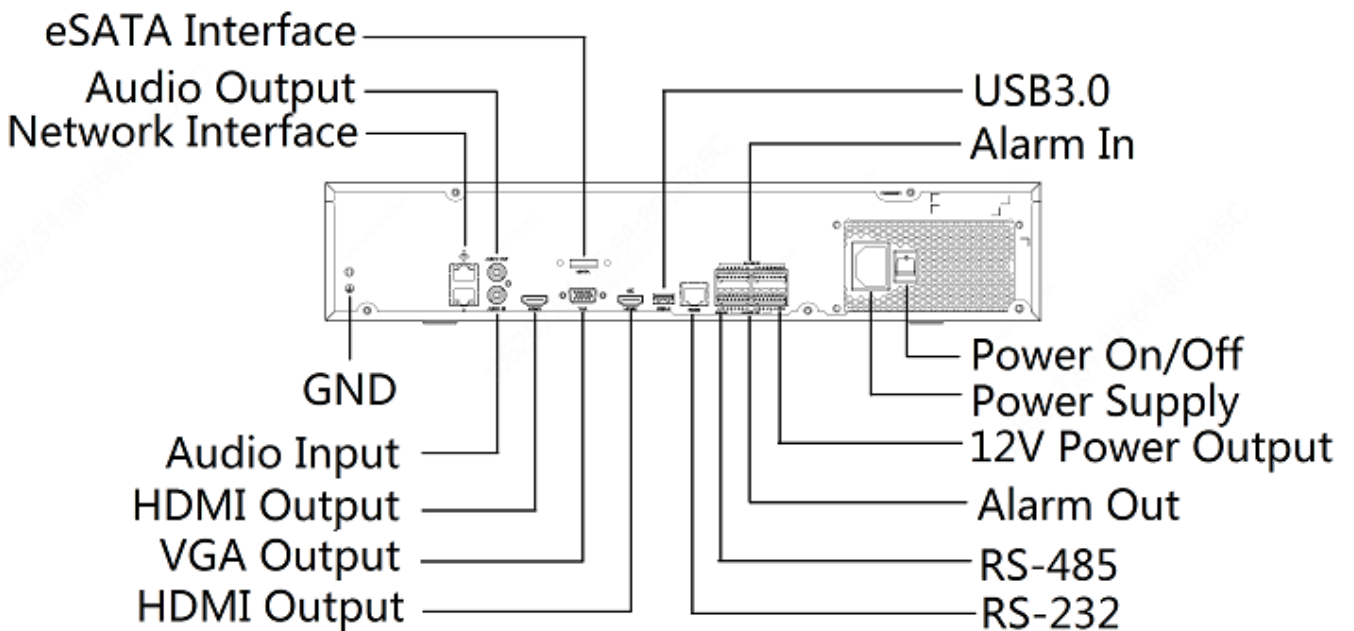 eSATA Interface
Audio Output
Network Interface
USB3.0
Alarm In
GND
Audio Input
HDMI Output
VGA Output
HDMI Output
Power On/Off
Power Supply
12V Power Output
Alarm Out
RS-485
RS-232